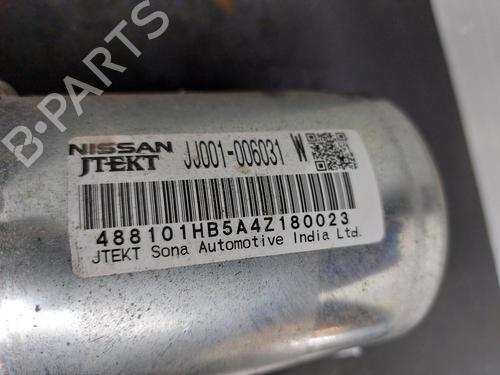 NISSAN
JTEKT JJ001-006031 W
488101HB5A4Z180023
JTEKT Sona Automotive India Ltd.
B-Parts